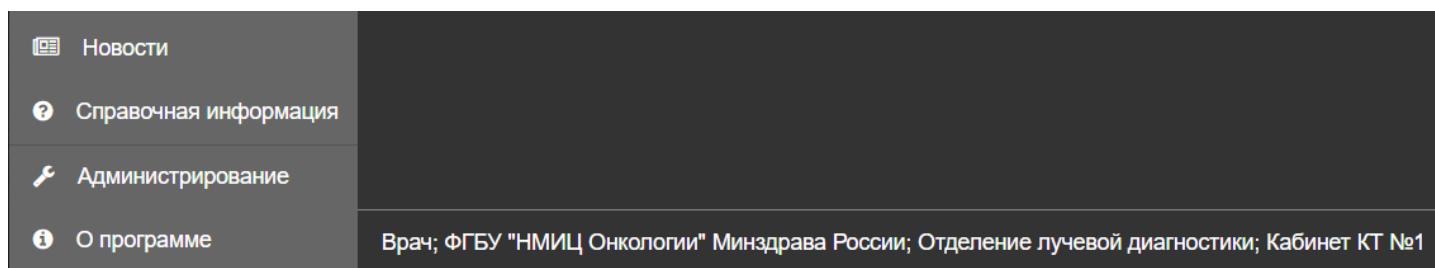 Новости
Справочная информация
Администрирование
О программе
Врач; ФГБУ "НМИЦ Онкологии" Минздрава России; Отделение лучевой диагностики; Кабинет КТ №1